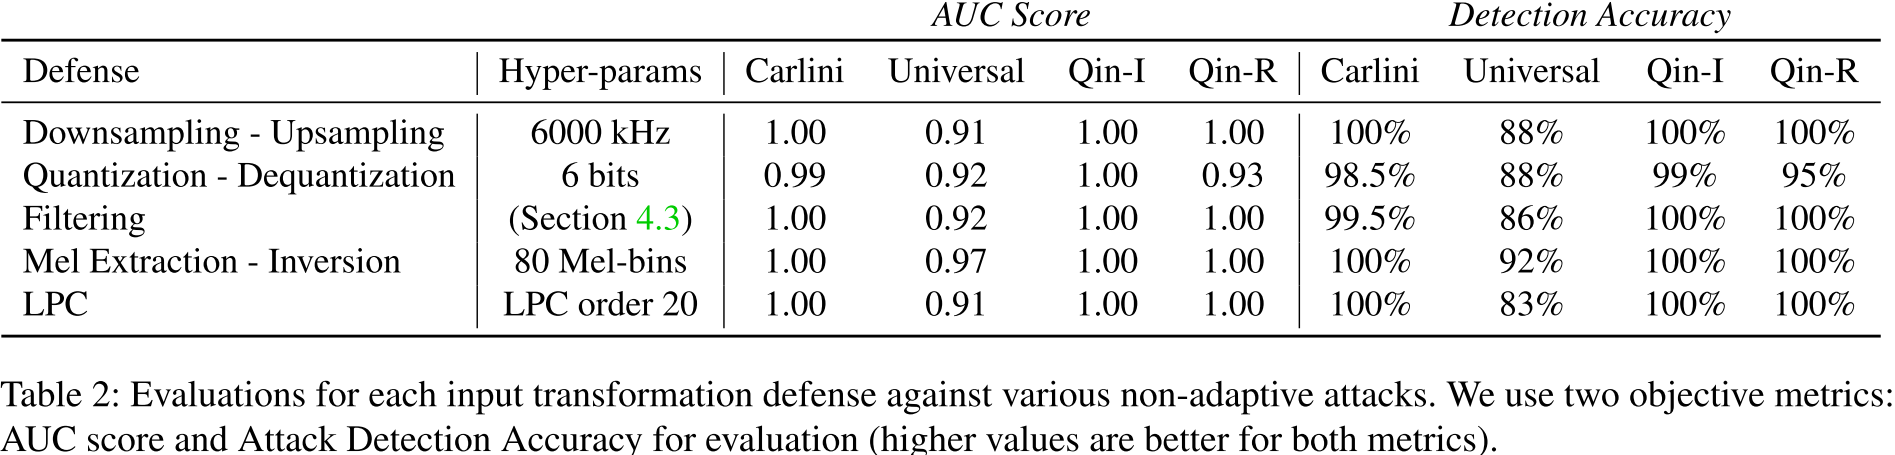 AUC Score Detection Accuracy
Defense Hyper-params Carlini Universal Qin-I Qin-R Carlini Universal Qin-I Qin-R
Downsampling - Upsampling 6000 kHz 1.00 0.91 1.00 1.00 100% 88% 100% 100%
Quantization - Dequantization 6 bits 0.99 0.92 1.00 0.93 98.5% 88% 99% 95%
Filtering (Section 4.3) 1.00 0.92 1.00 1.00 99.5% 86% 100% 100%
Mel Extraction - Inversion 80 Mel-bins 1.00 0.97 1.00 1.00 100% 92% 100% 100%
LPC LPC order 20 1.00 0.91 1.00 1.00 100% 83% 100% 100%
Table 2: Evaluations for each input transformation defense against various non-adaptive attacks. We use two objective metrics:
AUC score and Attack Detection Accuracy for evaluation (higher values are better for both metrics).